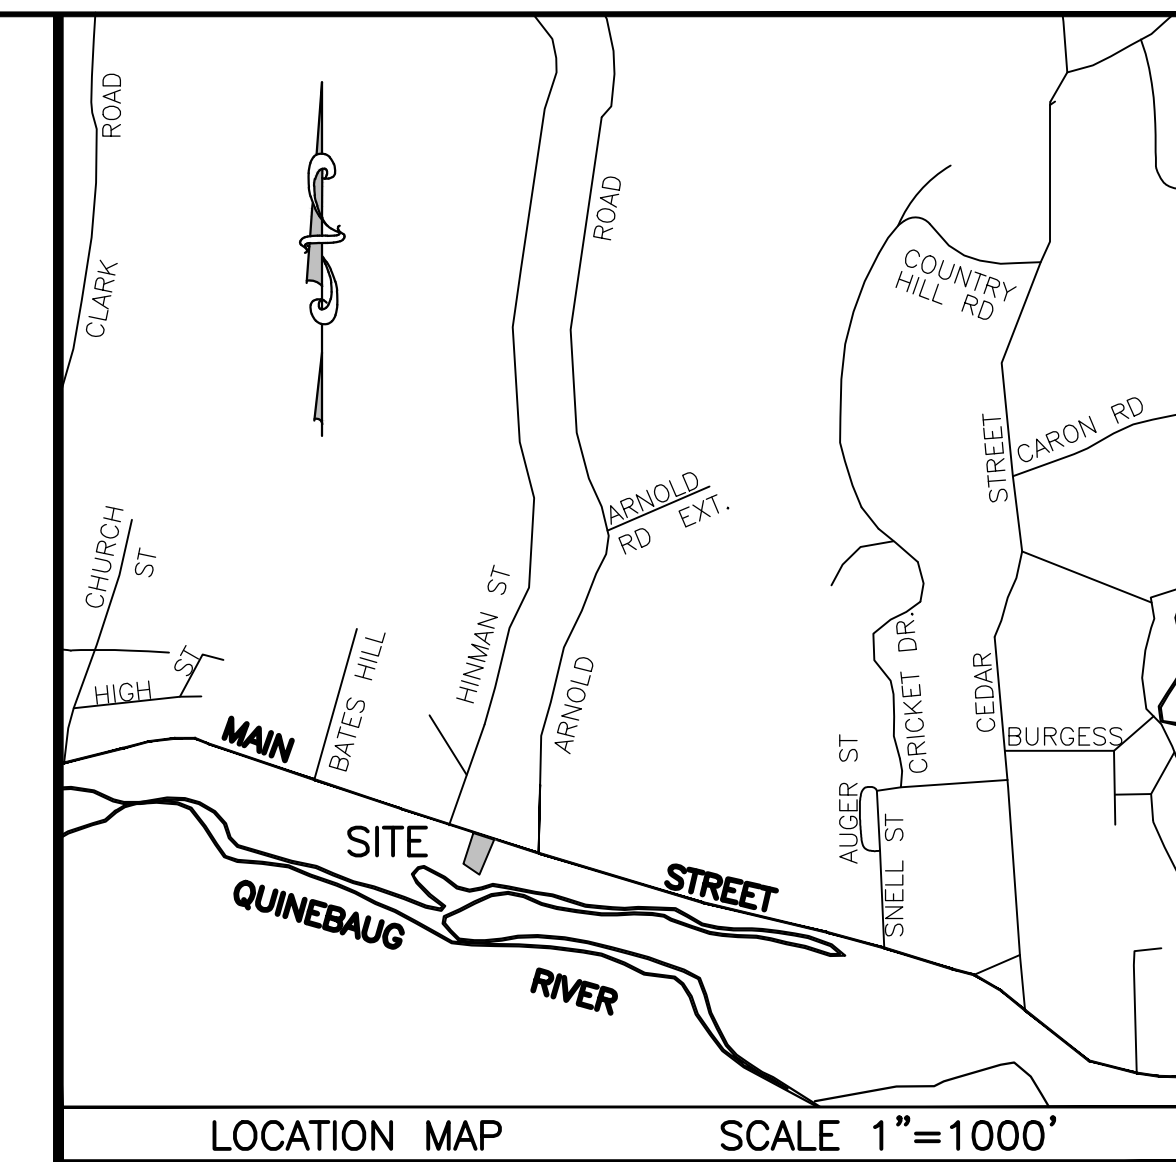 CLARK ROAD
ROAD
COUNTRY
HILL RD
CARON RD
STREET
ARNOLD
RD EXT.
CHURCH
ST
HINMAN ST
ARNOLD
CRICKET DR.
CEDAR
HIGH ST
BATES HILL
MAIN
BURGESS
AUGER ST
SNELL ST
SITE
STREET
QUINEBAUG
RIVER
LOCATION MAP
SCALE 1"=1000'